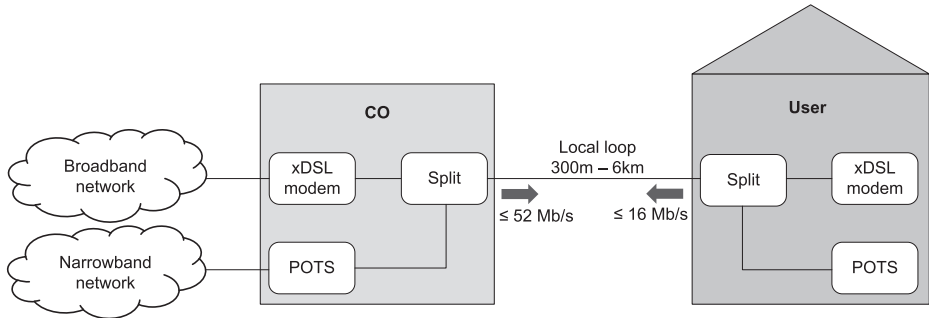 CO
User
Broadband
network
xDSL
modem
Split
Local loop
300m – 6km
≤ 52 Mb/s
≤ 16 Mb/s
Split
xDSL
modem
Narrowband
network
POTS
POTS